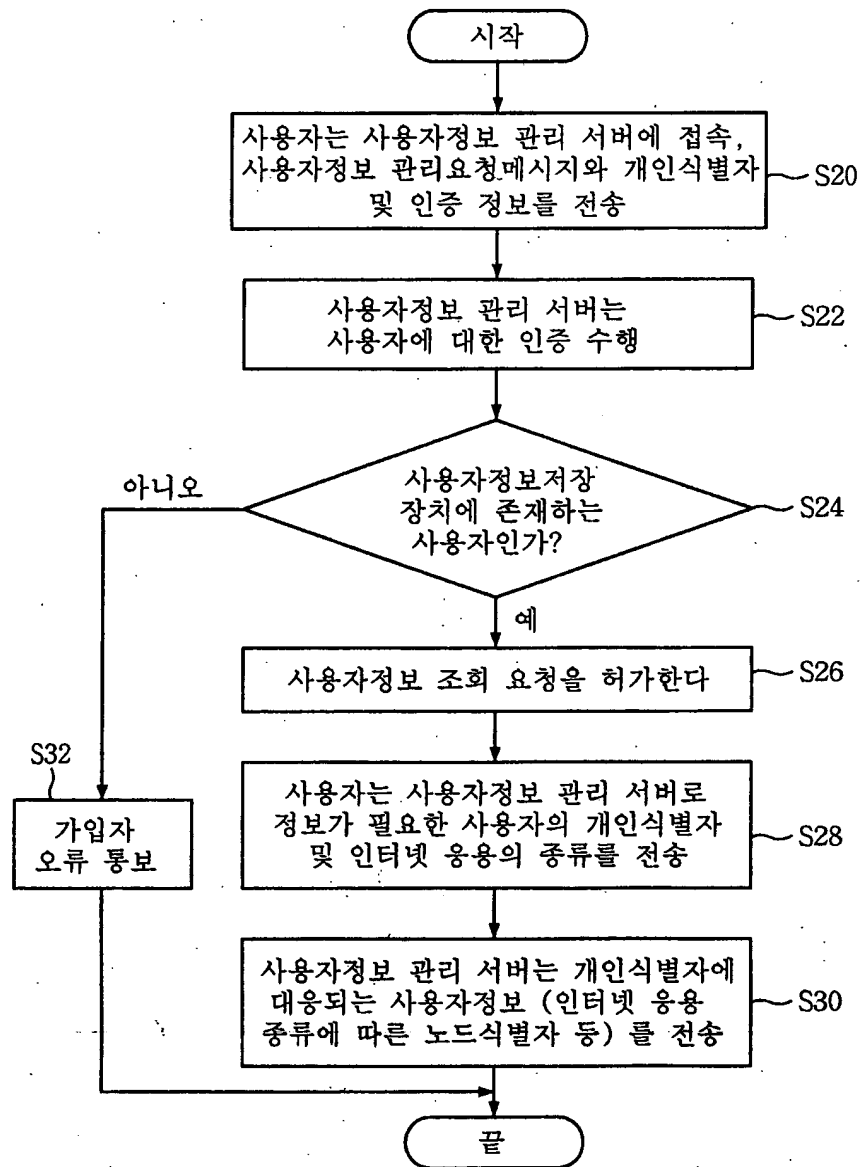 시작
사용자는 사용자정보 관리 서버에 접속,
사용자정보 관리요청메시지와 개인식별자
및 인증 정보를 전송
S20
사용자정보 관리 서버는
사용자에 대한 인증 수행
S22
사용자정보저장
장치에 존재하는
사용자인가?
S24
아니오
예
사용자정보 조회 요청을 허가한다
S26
S32
가입자
오류 통보
사용자는 사용자정보 관리 서버로
정보가 필요한 사용자의 개인식별자
및 인터넷 응용의 종류를 전송
S28
사용자정보 관리 서버는 개인식별자에
대응되는 사용자정보 (인터넷 응용
종류에 따른 노드식별자 등) 를 전송
S30
끝